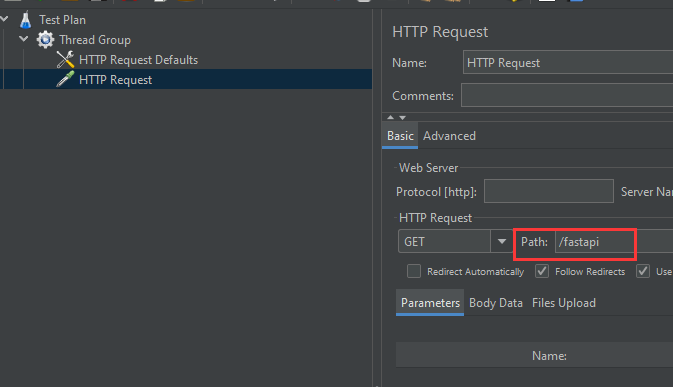 Test Plan
Thread Group
HTTP Request Defaults
HTTP Request
HTTP Request
Name: HTTP Request
Comments:
Basic Advanced
Web Server
Protocol [http]: Server Na
HTTP Request
GET Path: /fastapi
Redirect Automatically Follow Redirects Use
Parameters Body Data Files Upload
Name: